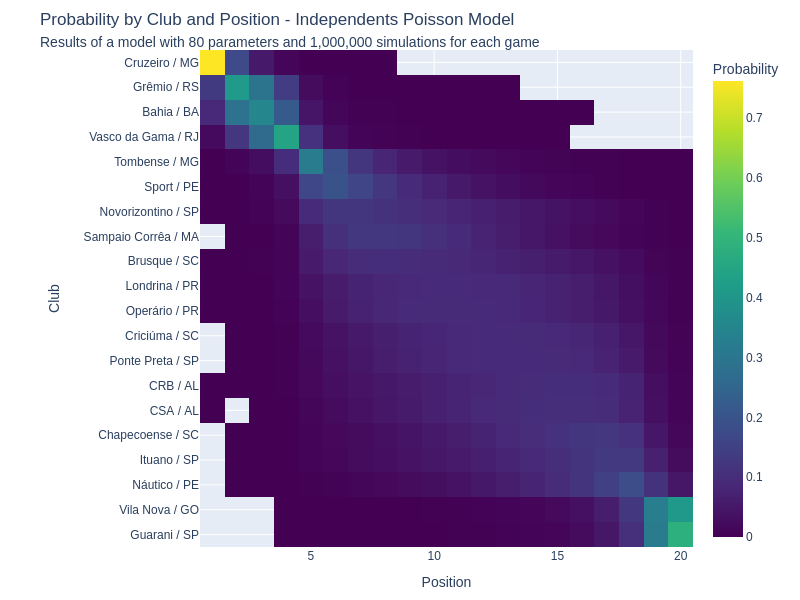 Probability by Club and Position - Independents Poisson Model
Results of a model with 80 parameters and 1,000,000 simulations for each game
Probability
Cruzeiro / MG
Grêmio / RS
Bahia / BA
Vasco da Gama / RJ
Tombense / MG
Sport / PE
Novorizontino / SP
Sampaio Corrêa / MA
Brusque / SC
Londrina / PR
Operário / PR
Criciúma / SC
Ponte Preta / SP
CRB / AL
CSA / AL
Chapecoense / SC
Ituano / SP
Náutico / PE
Vila Nova / GO
Guarani / SP
Club
5
10
15
20
Position
0.7
0.6
0.5
0.4
0.3
0.2
0.1
0